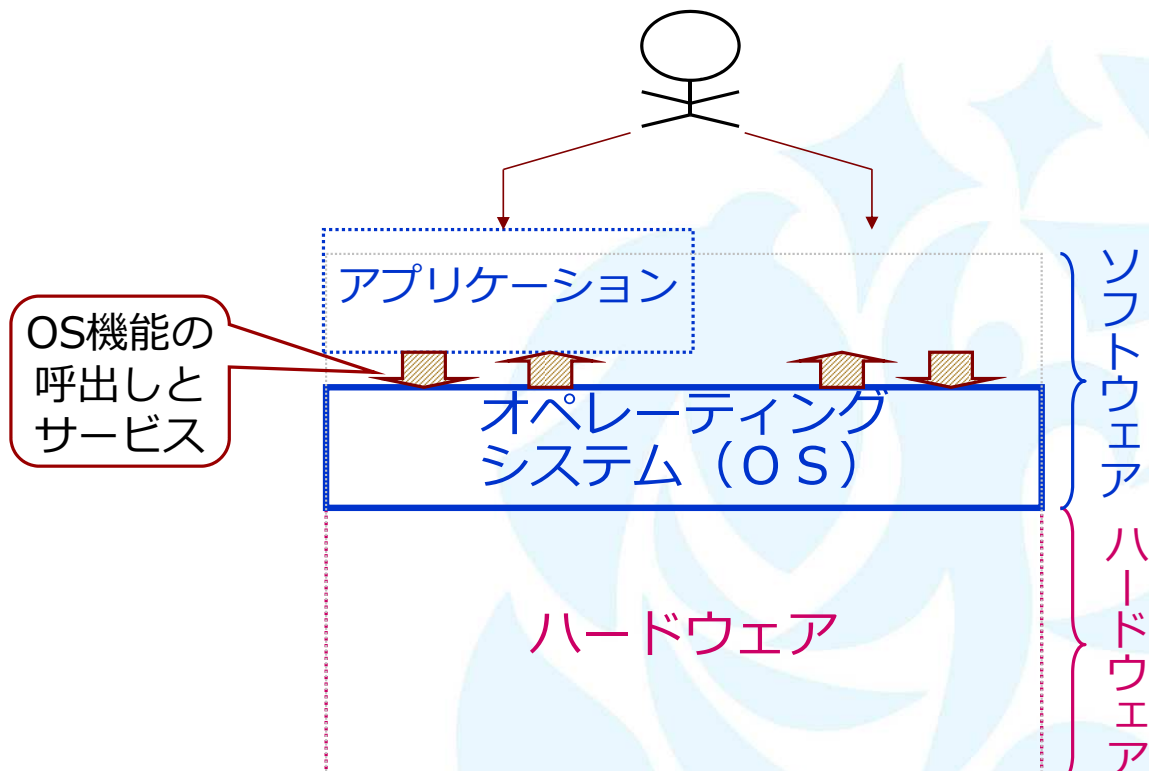 アプリケーション
OS機能の
呼出しと
サービス
オペレーティング
システム（ＯＳ）
ハードウェア
ソフトウェア
ハードウェア